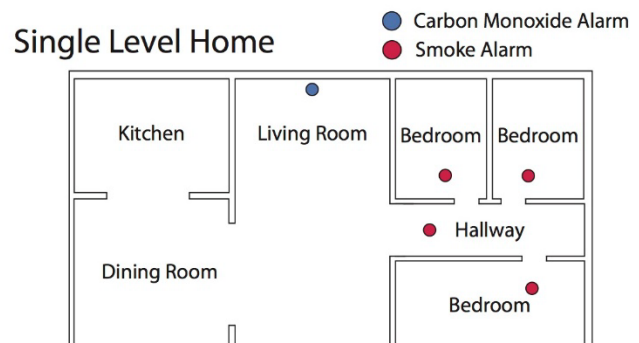 Single Level Home
Carbon Monoxide Alarm
Smoke Alarm
Kitchen
Living Room
Bedroom
Bedroom
Hallway
Dining Room
Bedroom